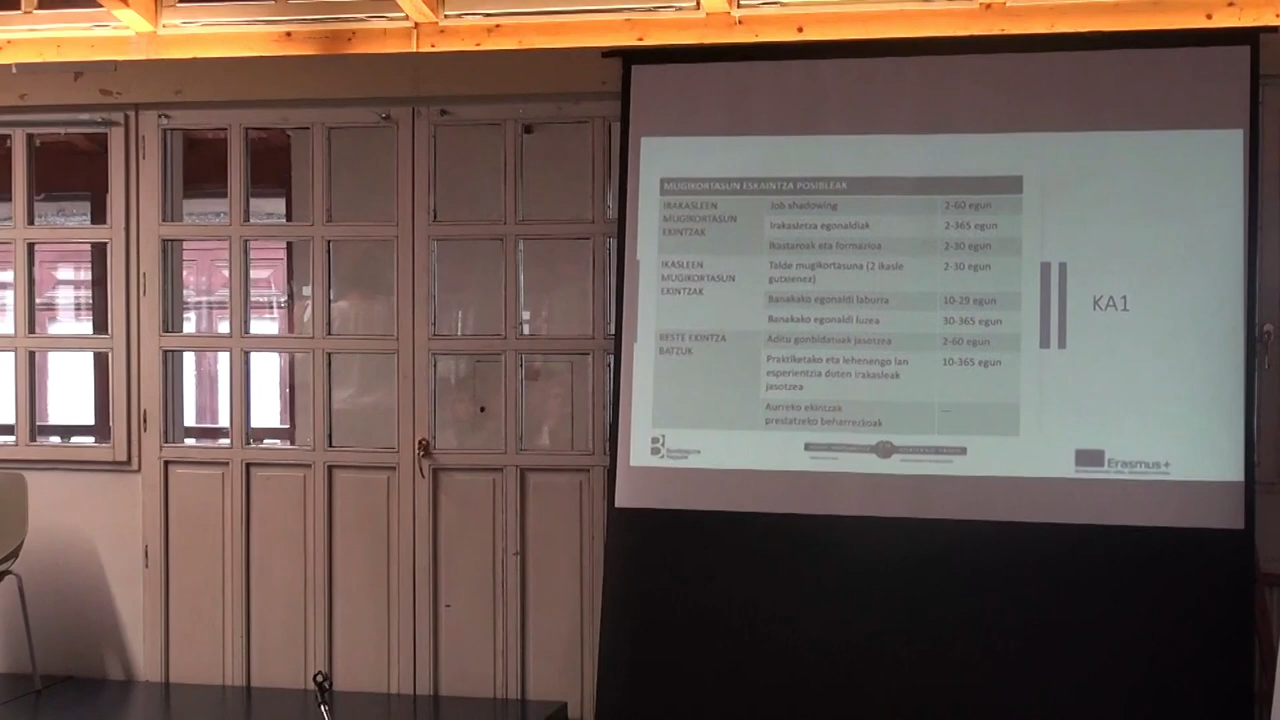 MUGIKORTASUN ESKAINTZA POSIBLEAK
IRAKASLEEN
MUGIKORTASUN
EKINTZAK
Job shadowing 2-60 egun
Irakasletza egonaldiak 2-365 egun
Ikastaroak eta formazioa 2-30 egun
IKASLEEN
MUGIKORTASUN
EKINTZAK
Talde mugikortasuna (2 ikasle
gutxienez) 2-30 egun
Banakako egonaldi laburra 10-29 egun
Banakako egonaldi luzea 30-365 egun
BESTE EKINTZA
BATZUK
Aditu gonbidatuak jasotzea 2-60 egun
Praktiketako eta lehenengo lan
esperientzia duten irakasleak
jasotzea 10-365 egun
Aurreko ekintzak
prestatzeko beharrezkoak —
KA1
Erasmus+